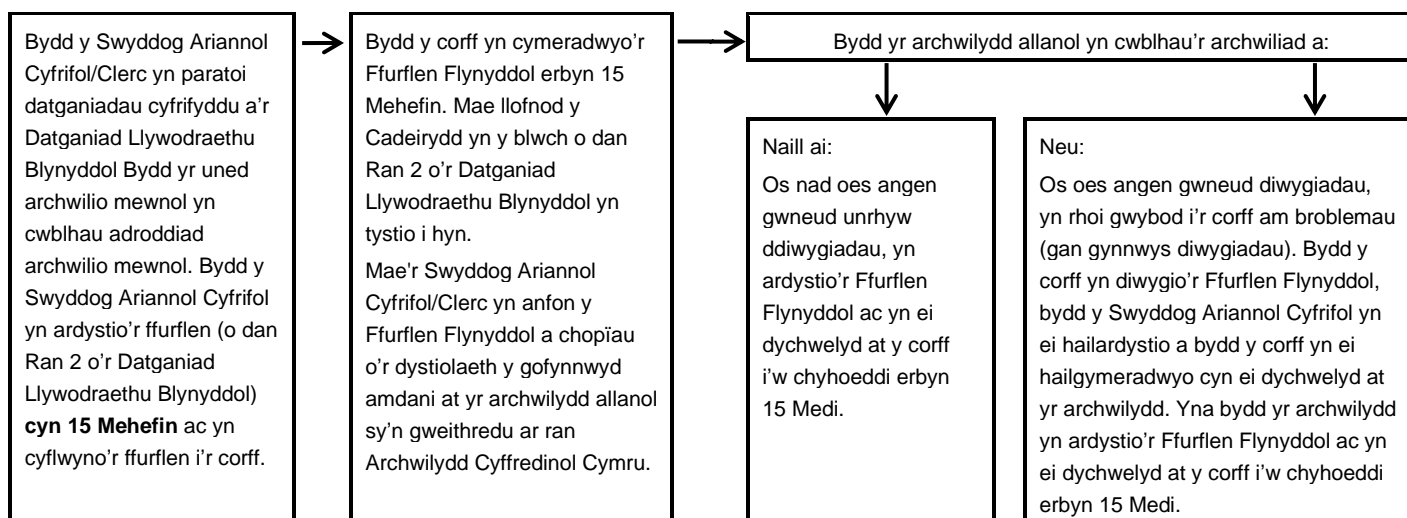 Bydd y Swyddog Ariannol
Cyfrifol/Clerc yn paratoi
datganiadau cyfrifyddu a'r
Datganiad Llywodraethu
Blynyddol Bydd yr uned
archwilio mewnol yn
cwblhau adroddiad
archwilio mewnol. Bydd y
Swyddog Ariannol Cyfrifol
yn ardystio'r ffurflen (o dan
Ran 2 o'r Datganiad
Llywodraethu Blynyddol)
cyn 15 Mehefin ac yn
cyflwyno'r ffurflen i'r corff.
Bydd y corff yn cymeradwyo'r
Ffurflen Flynyddol erbyn 15
Mehefin. Mae llofnod y
Cadeirydd yn y blwch o dan
Ran 2 o'r Datganiad
Llywodraethu Blynyddol yn
tystio i hyn.
Mae'r Swyddog Ariannol
Cyfrifol/Clerc yn anfon y
Ffurflen Flynyddol a chopïau
o'r dystiolaeth y gofynnwyd
amdani at yr archwilydd allanol
sy'n gweithredu ar ran
Archwilydd Cyffredinol Cymru.
Bydd yr archwilydd allanol yn cwblhau'r archwiliad a:
Naill ai:
Os nad oes angen
gwneud unrhyw
ddiwygiadau, yn
ardystio'r Ffurflen
Flynyddol ac yn ei
dychwelyd at y corff
i'w chyhoeddi erbyn
15 Medi.
Neu:
Os oes angen gwneud diwygiadau,
yn rhoi gwybod i'r corff am broblemau
(gan gynnwys diwygiadau). Bydd y
corff yn diwygio'r Ffurflen Flynyddol,
bydd y Swyddog Ariannol Cyfrifol yn
ei hailardystio a bydd y corff yn ei
hailgymeradwyo cyn ei dychwelyd at
yr archwilydd. Yna bydd yr archwilydd
yn ardystio'r Ffurflen Flynyddol ac yn
ei dychwelyd at y corff i'w chyhoeddi
erbyn 15 Medi.